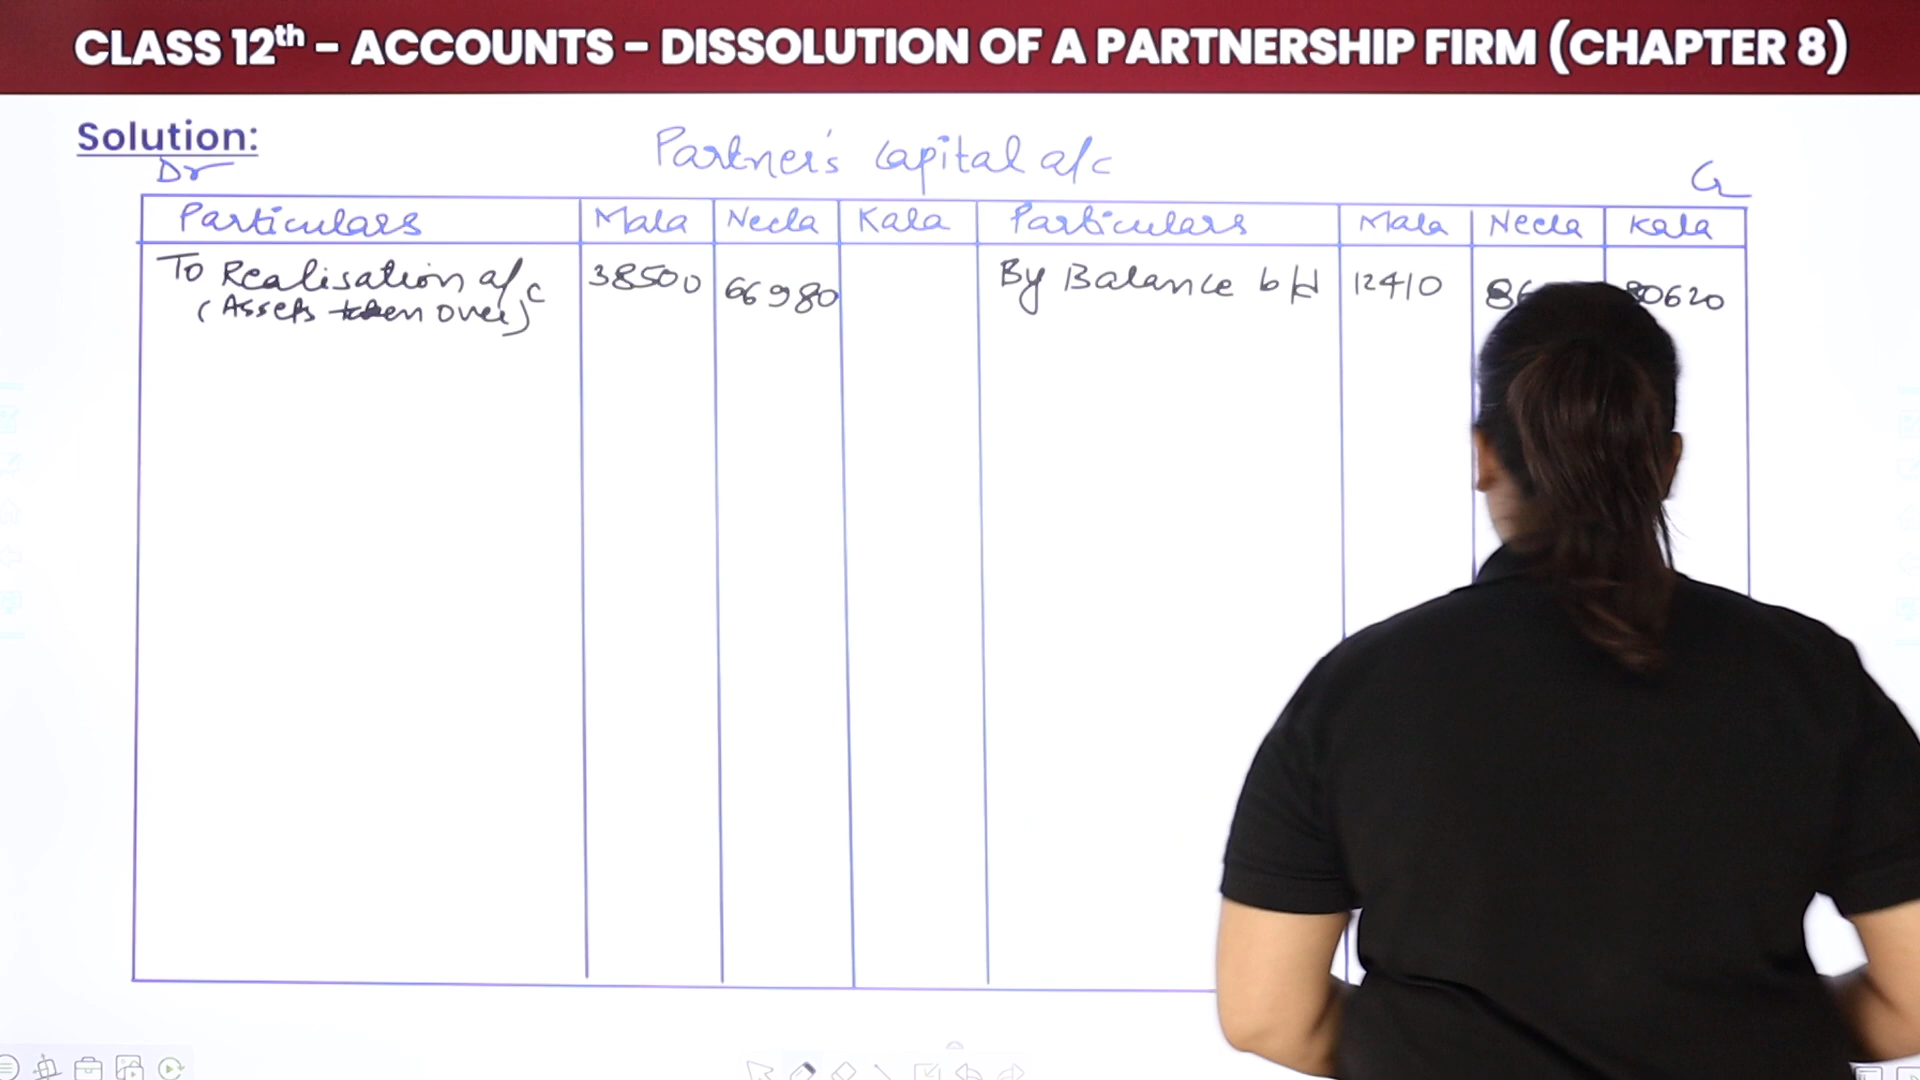 CLASS 12th - ACCOUNTS - DISSOLUTION OF A PARTNERSHIP FIRM (CHAPTER 8)
Solution:
Partner's Capital a/c
Dr
Cr
Particulars Mala Neela Kala Particulars Mala Neela Kala
To Realisation a/c 38500 66980 By Balance b/d 12410 80620
(Assets taken over)